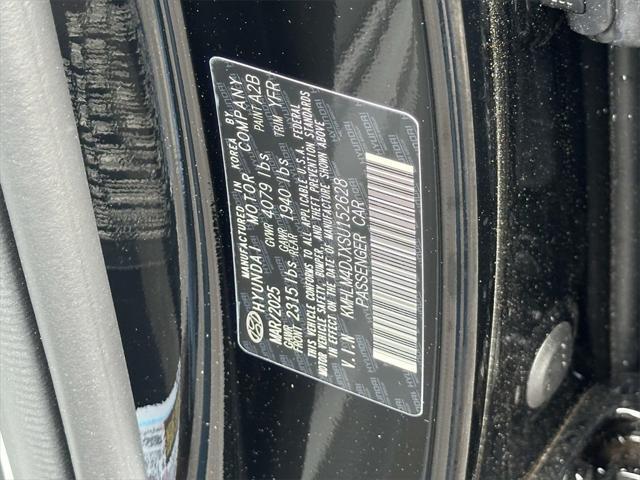 MANUFACTURED IN KOREA BY
HYUNDAI MOTOR COMPANY
MAR/2025 GVWR 4079 lbs PAINT A2B
GAWR FRONT 2315 lbs GAWR REAR 1940 lbs TRIM YFR
THIS VEHICLE CONFORMS TO ALL APPLICABLE U.S.A. FEDERAL
MOTOR VEHICLE SAFETY, BUMPER, AND THEFT PREVENTION STANDARDS
IN EFFECT ON THE DATE OF MANUFACTURE SHOWN ABOVE
V.I.N KMHLM4DJXSU152628
PASSENGER CAR